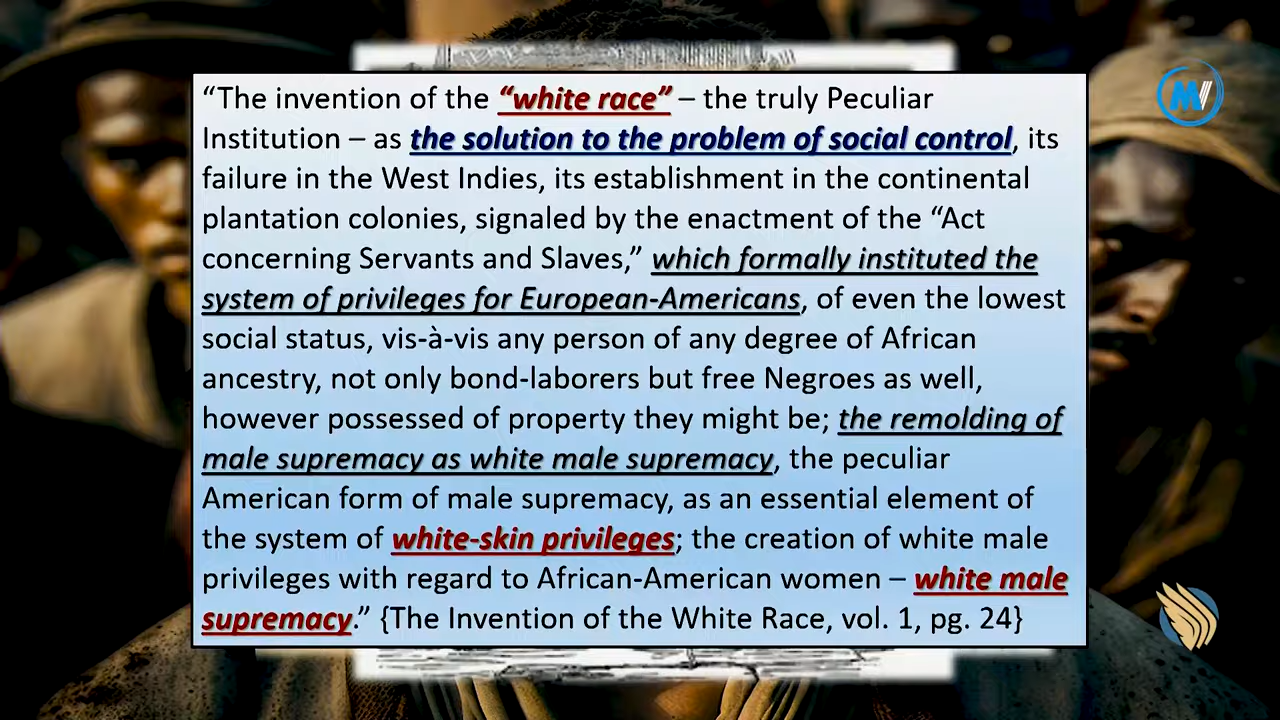 “The invention of the “white race” – the truly Peculiar
Institution – as the solution to the problem of social control, its
failure in the West Indies, its establishment in the continental
plantation colonies, signaled by the enactment of the “Act
concerning Servants and Slaves,” which formally instituted the
system of privileges for European-Americans, of even the lowest
social status, vis-à-vis any person of any degree of African
ancestry, not only bond-laborers but free Negroes as well,
however possessed of property they might be; the remolding of
male supremacy as white male supremacy, the peculiar
American form of male supremacy, as an essential element of
the system of white-skin privileges; the creation of white male
privileges with regard to African-American women – white male
supremacy.” {The Invention of the White Race, vol. 1, pg. 24}
MV